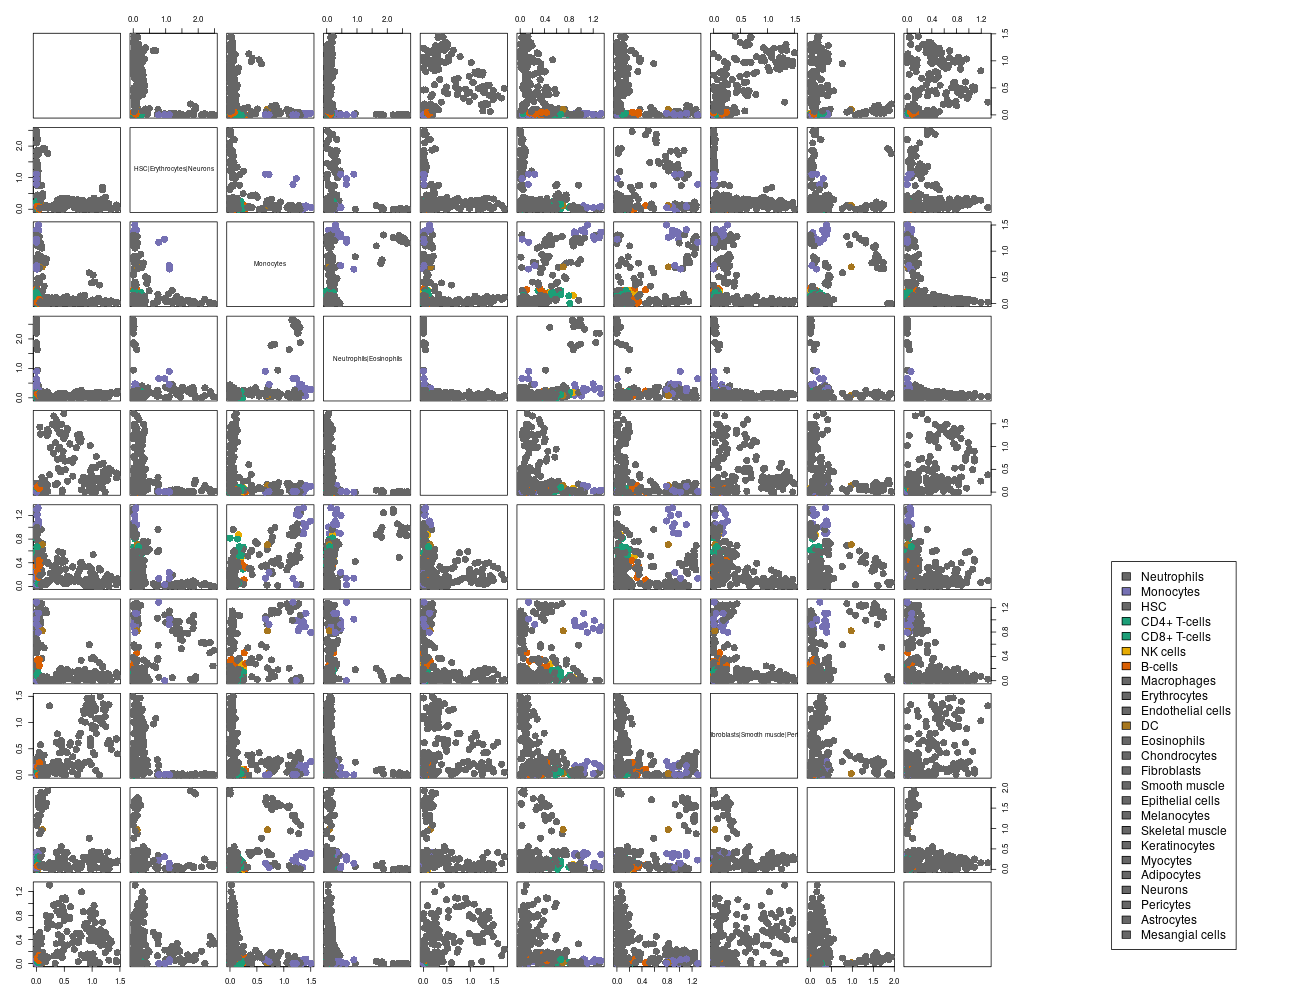 0.0 1.0 2.0 0.0 1.0 2.0 0.0 0.4 0.8 1.2 0.0 0.5 1.0 1.5 0.0 0.4 0.8 1.2
0.0 0.5 1.0 1.5
HSC|Erythrocytes|Neurons
0.0 1.0 2.0
Monocytes
0.0 0.5 1.0 1.5
Neutrophils|Eosinophils
0.0 1.0 2.0
0.0 0.5 1.0 1.5
0.0 0.4 0.8 1.2
0.0 0.4 0.8 1.2
ibroblasts|Smooth muscle|Peri
0.0 0.5 1.0 1.5
0.0 0.5 1.0 1.5 2.0
0.0 0.4 0.8 1.2
0.0 0.5 1.0 1.5 0.0 0.5 1.0 1.5 0.0 0.5 1.0 1.5 0.0 0.4 0.8 1.2 0.0 0.5 1.0 1.5 2.0
Neutrophils
Monocytes
HSC
CD4+ T-cells
CD8+ T-cells
NK cells
B-cells
Macrophages
Erythrocytes
Endothelial cells
DC
Eosinophils
Chondrocytes
Fibroblasts
Smooth muscle
Epithelial cells
Melanocytes
Skeletal muscle
Keratinocytes
Myocytes
Adipocytes
Neurons
Pericytes
Astrocytes
Mesangial cells